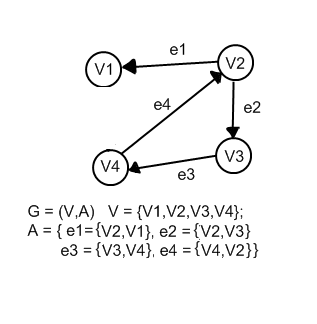 e1
V1
V2
e4
e2
V4
V3
e3
G = (V,A) V = {V1,V2,V3,V4};
A = { e1={V2,V1}, e2 = {V2,V3}
e3 = {V3,V4}, e4 = {V4,V2}}